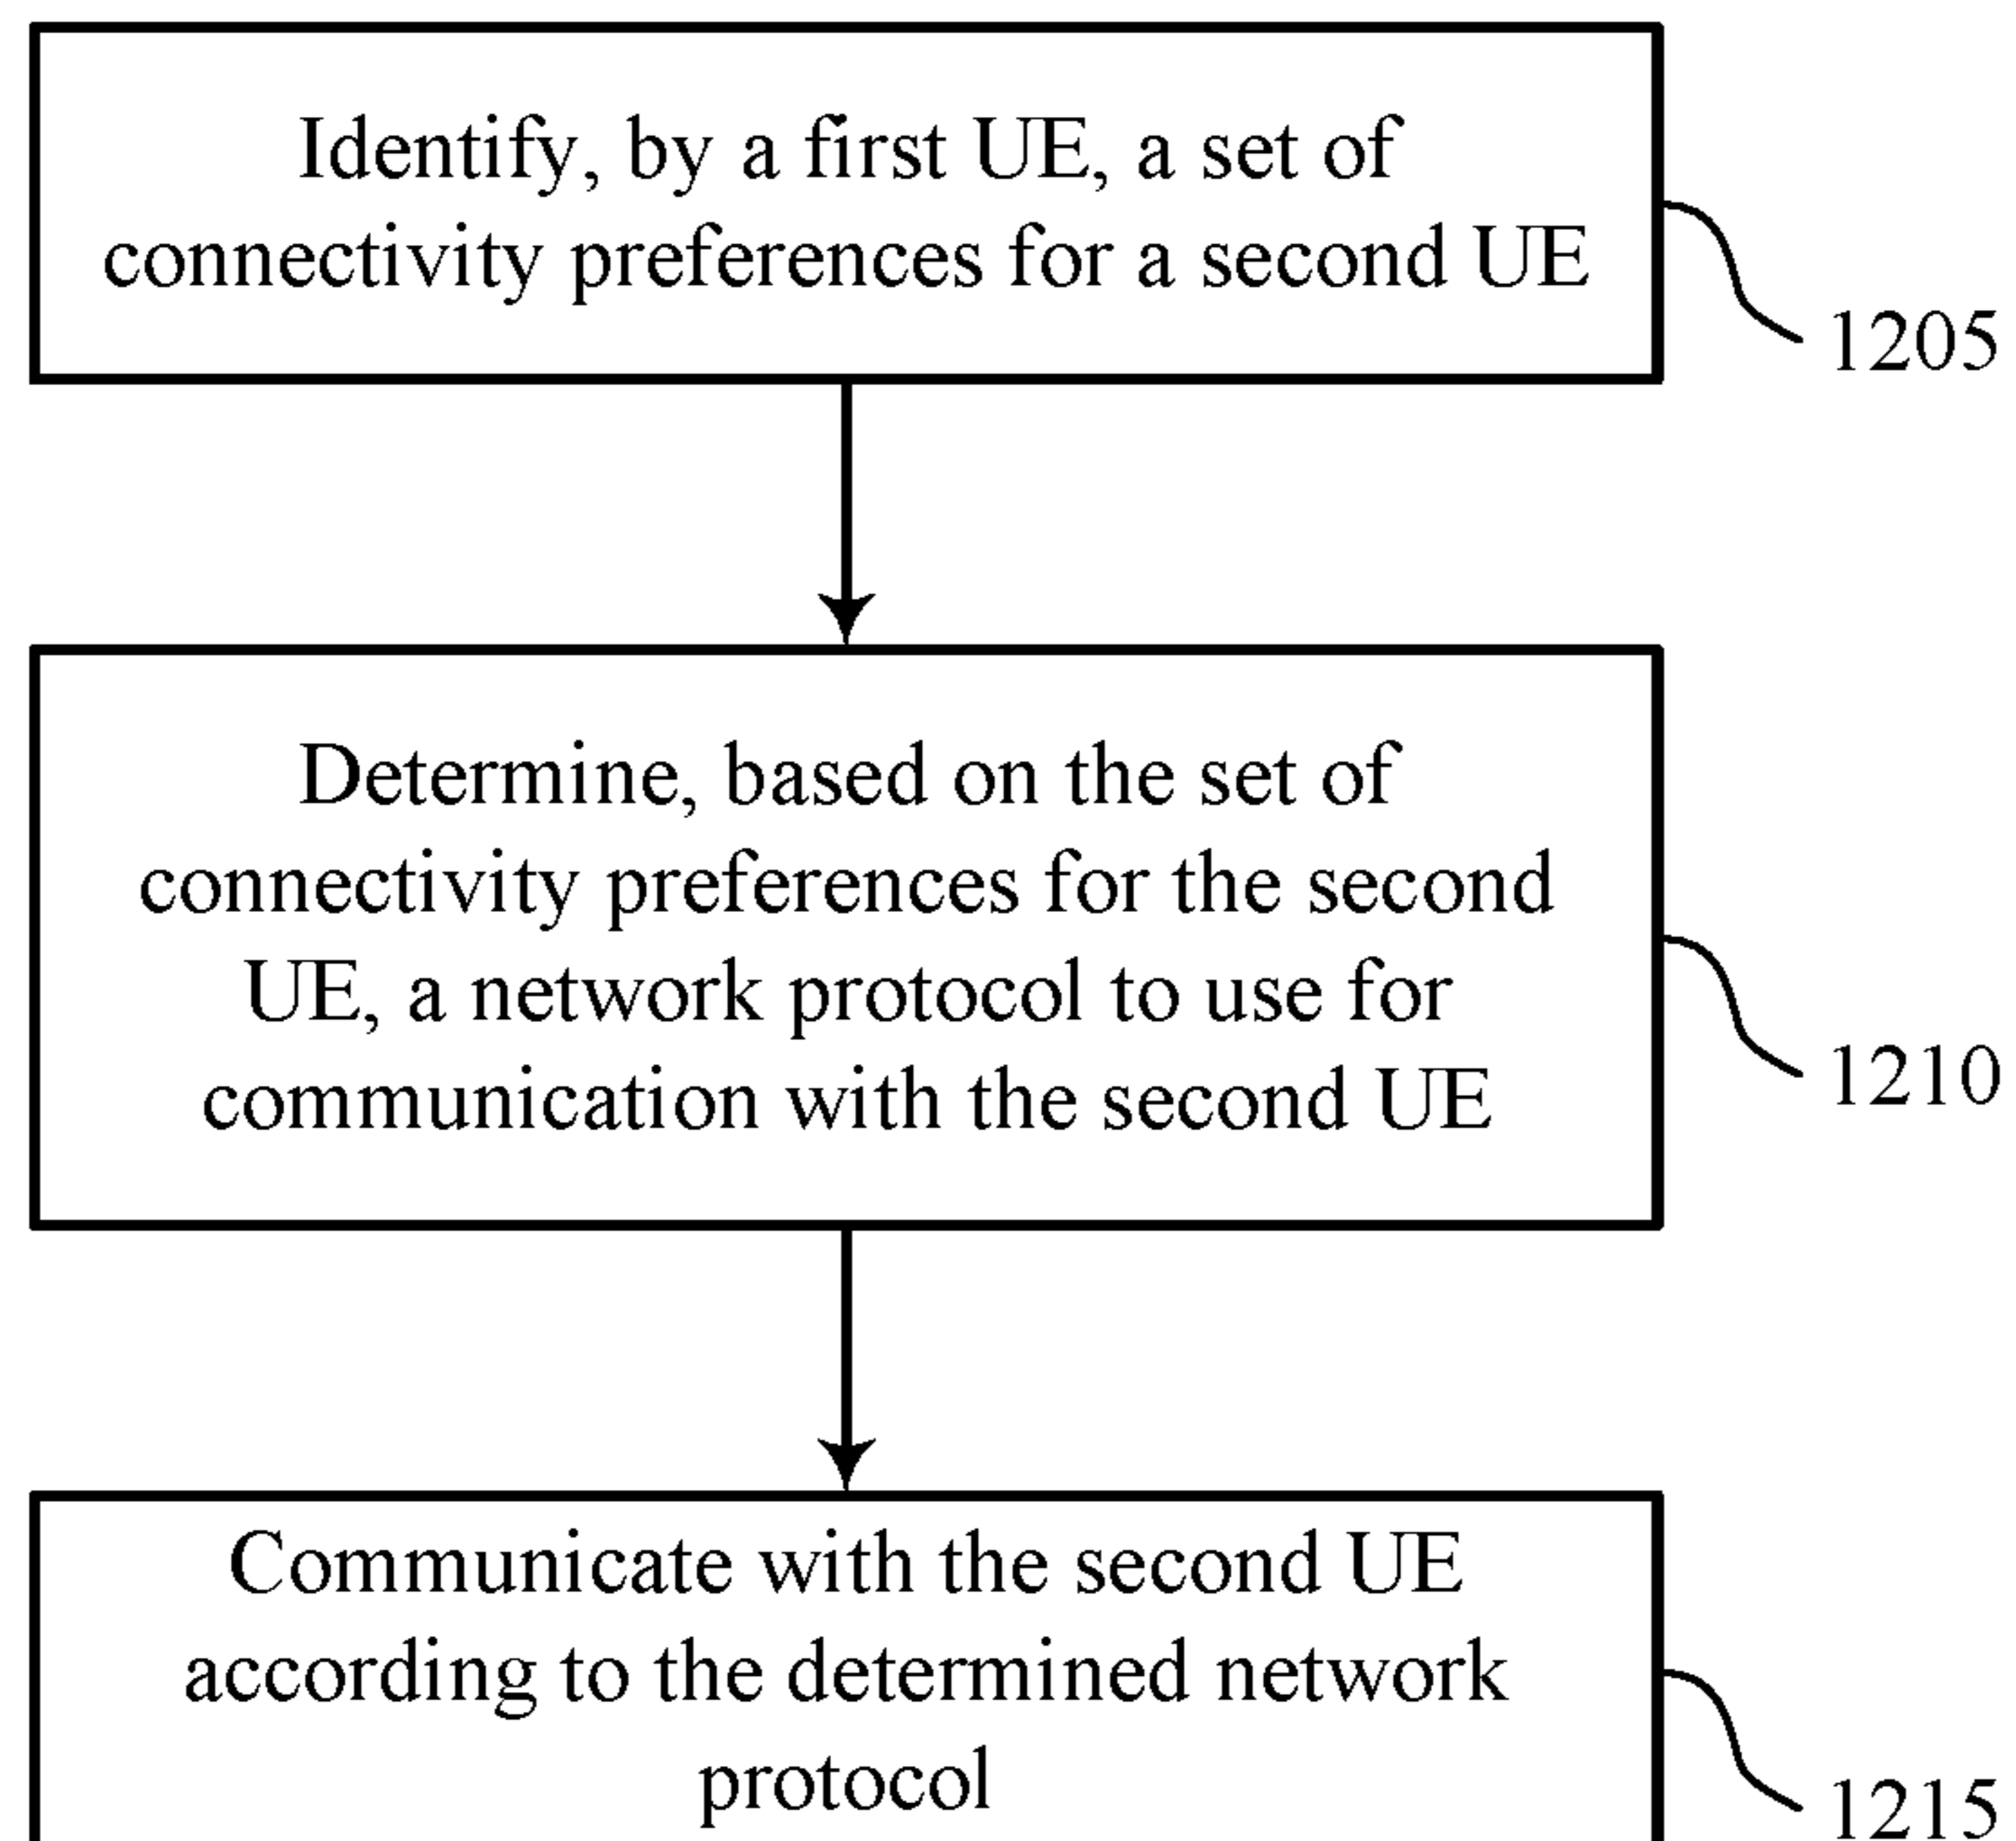 Identify, by a first UE, a set of
connectivity preferences for a second UE
1205
Determine, based on the set of
connectivity preferences for the second
UE, a network protocol to use for
communication with the second UE
1210
Communicate with the second UE
according to the determined network
protocol
1215